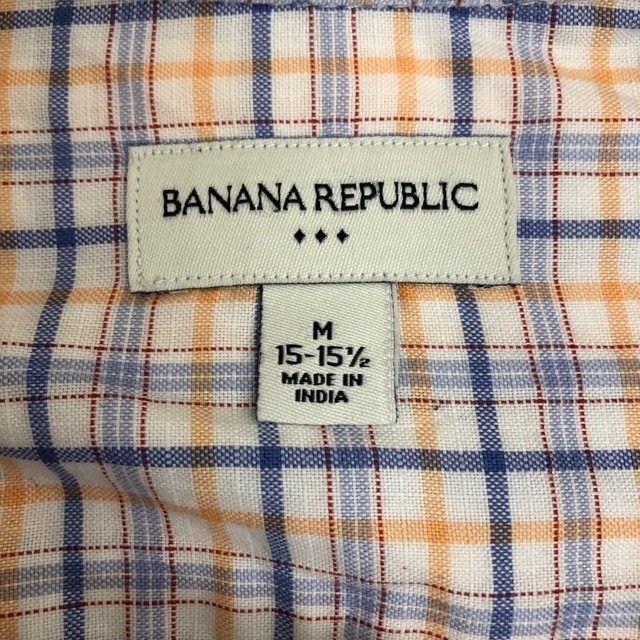 BANANA REPUBLIC
♦♦♦
M
15-15½
MADE IN
INDIA